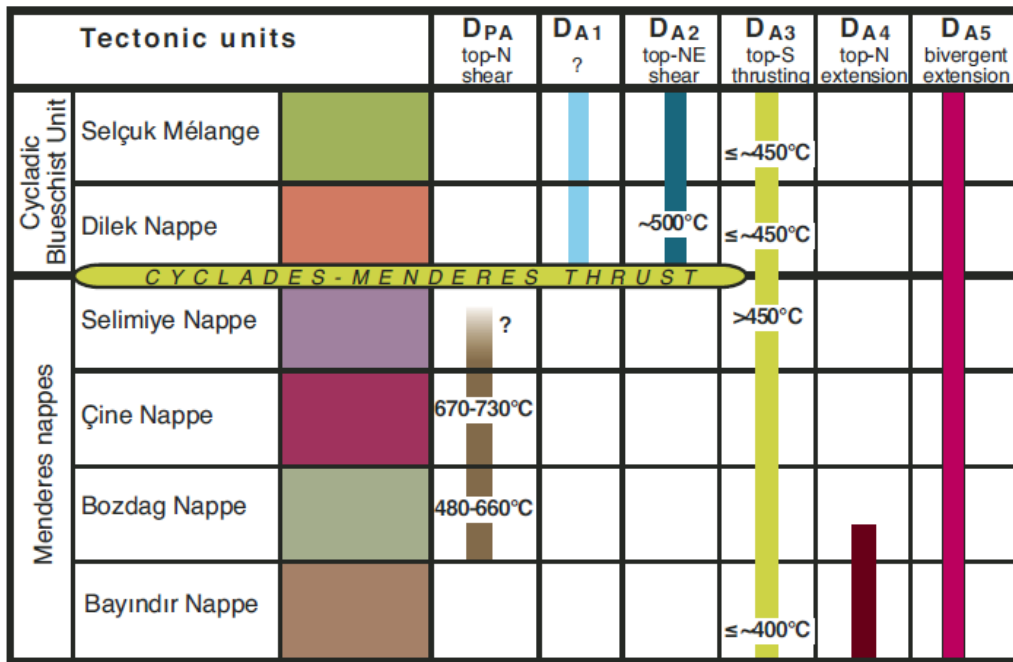 Tectonic units
DPA
top-N
shear
DA1
?
DA2
top-NE
shear
DA3
top-S
thrusting
DA4
top-N
extension
DA5
bivergent
extension
Cycladic
Blueschist Unit
Selçuk Mélange
≤~450°C
Dilek Nappe
~500°C
≤~450°C
CYCLADES-MENDERES THRUST
Menderes nappes
Selimiye Nappe
?
>450°C
Çine Nappe
670-730°C
Bozdag Nappe
480-660°C
Bayındır Nappe
≤~400°C